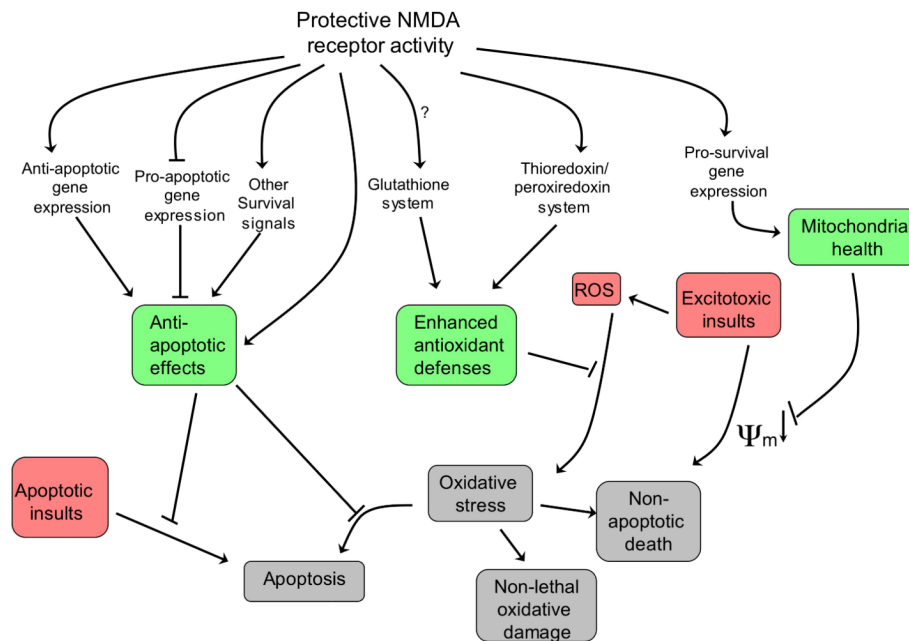 Protective NMDA
receptor activity
?
Anti-apoptotic
gene
expression
Pro-apoptotic
gene
expression
Other
Survival
signals
Glutathione
system
Thioredoxin/
peroxiredoxin
system
Pro-survival
gene
expression
Mitochondrial
health
ROS
Excitotoxic
insults
Anti-
apoptotic
effects
Enhanced
antioxidant
defenses
Ψm
Apoptotic
insults
Oxidative
stress
Non-
apoptotic
death
Apoptosis
Non-lethal
oxidative
damage